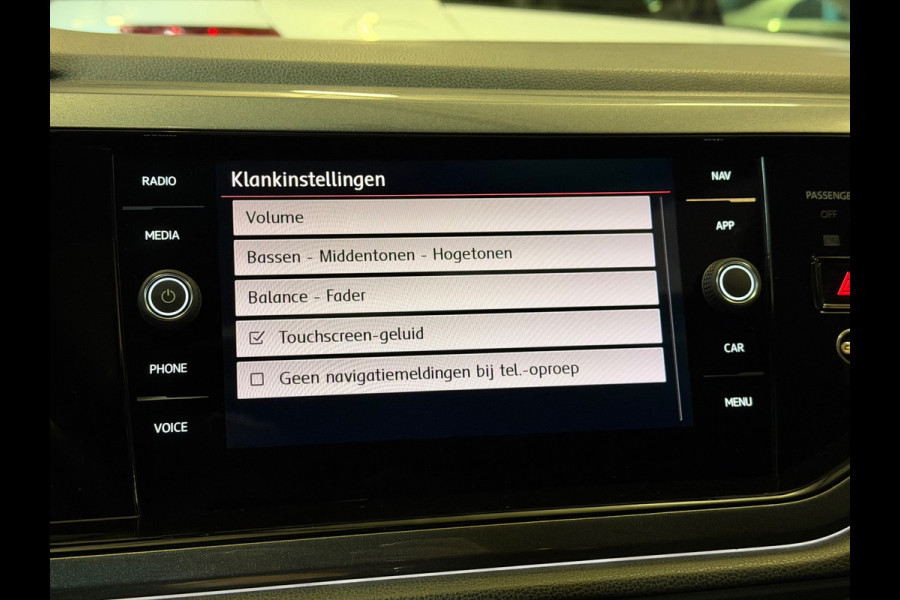 RADIO
MEDIA
PHONE
VOICE
Klankinstellingen
Volume
Bassen - Middentonen - Hogetonen
Balance - Fader
Touchscreen-geluid
Geen navigatiemeldingen bij tel.-oproep
NAV
APP
CAR
MENU
OFF